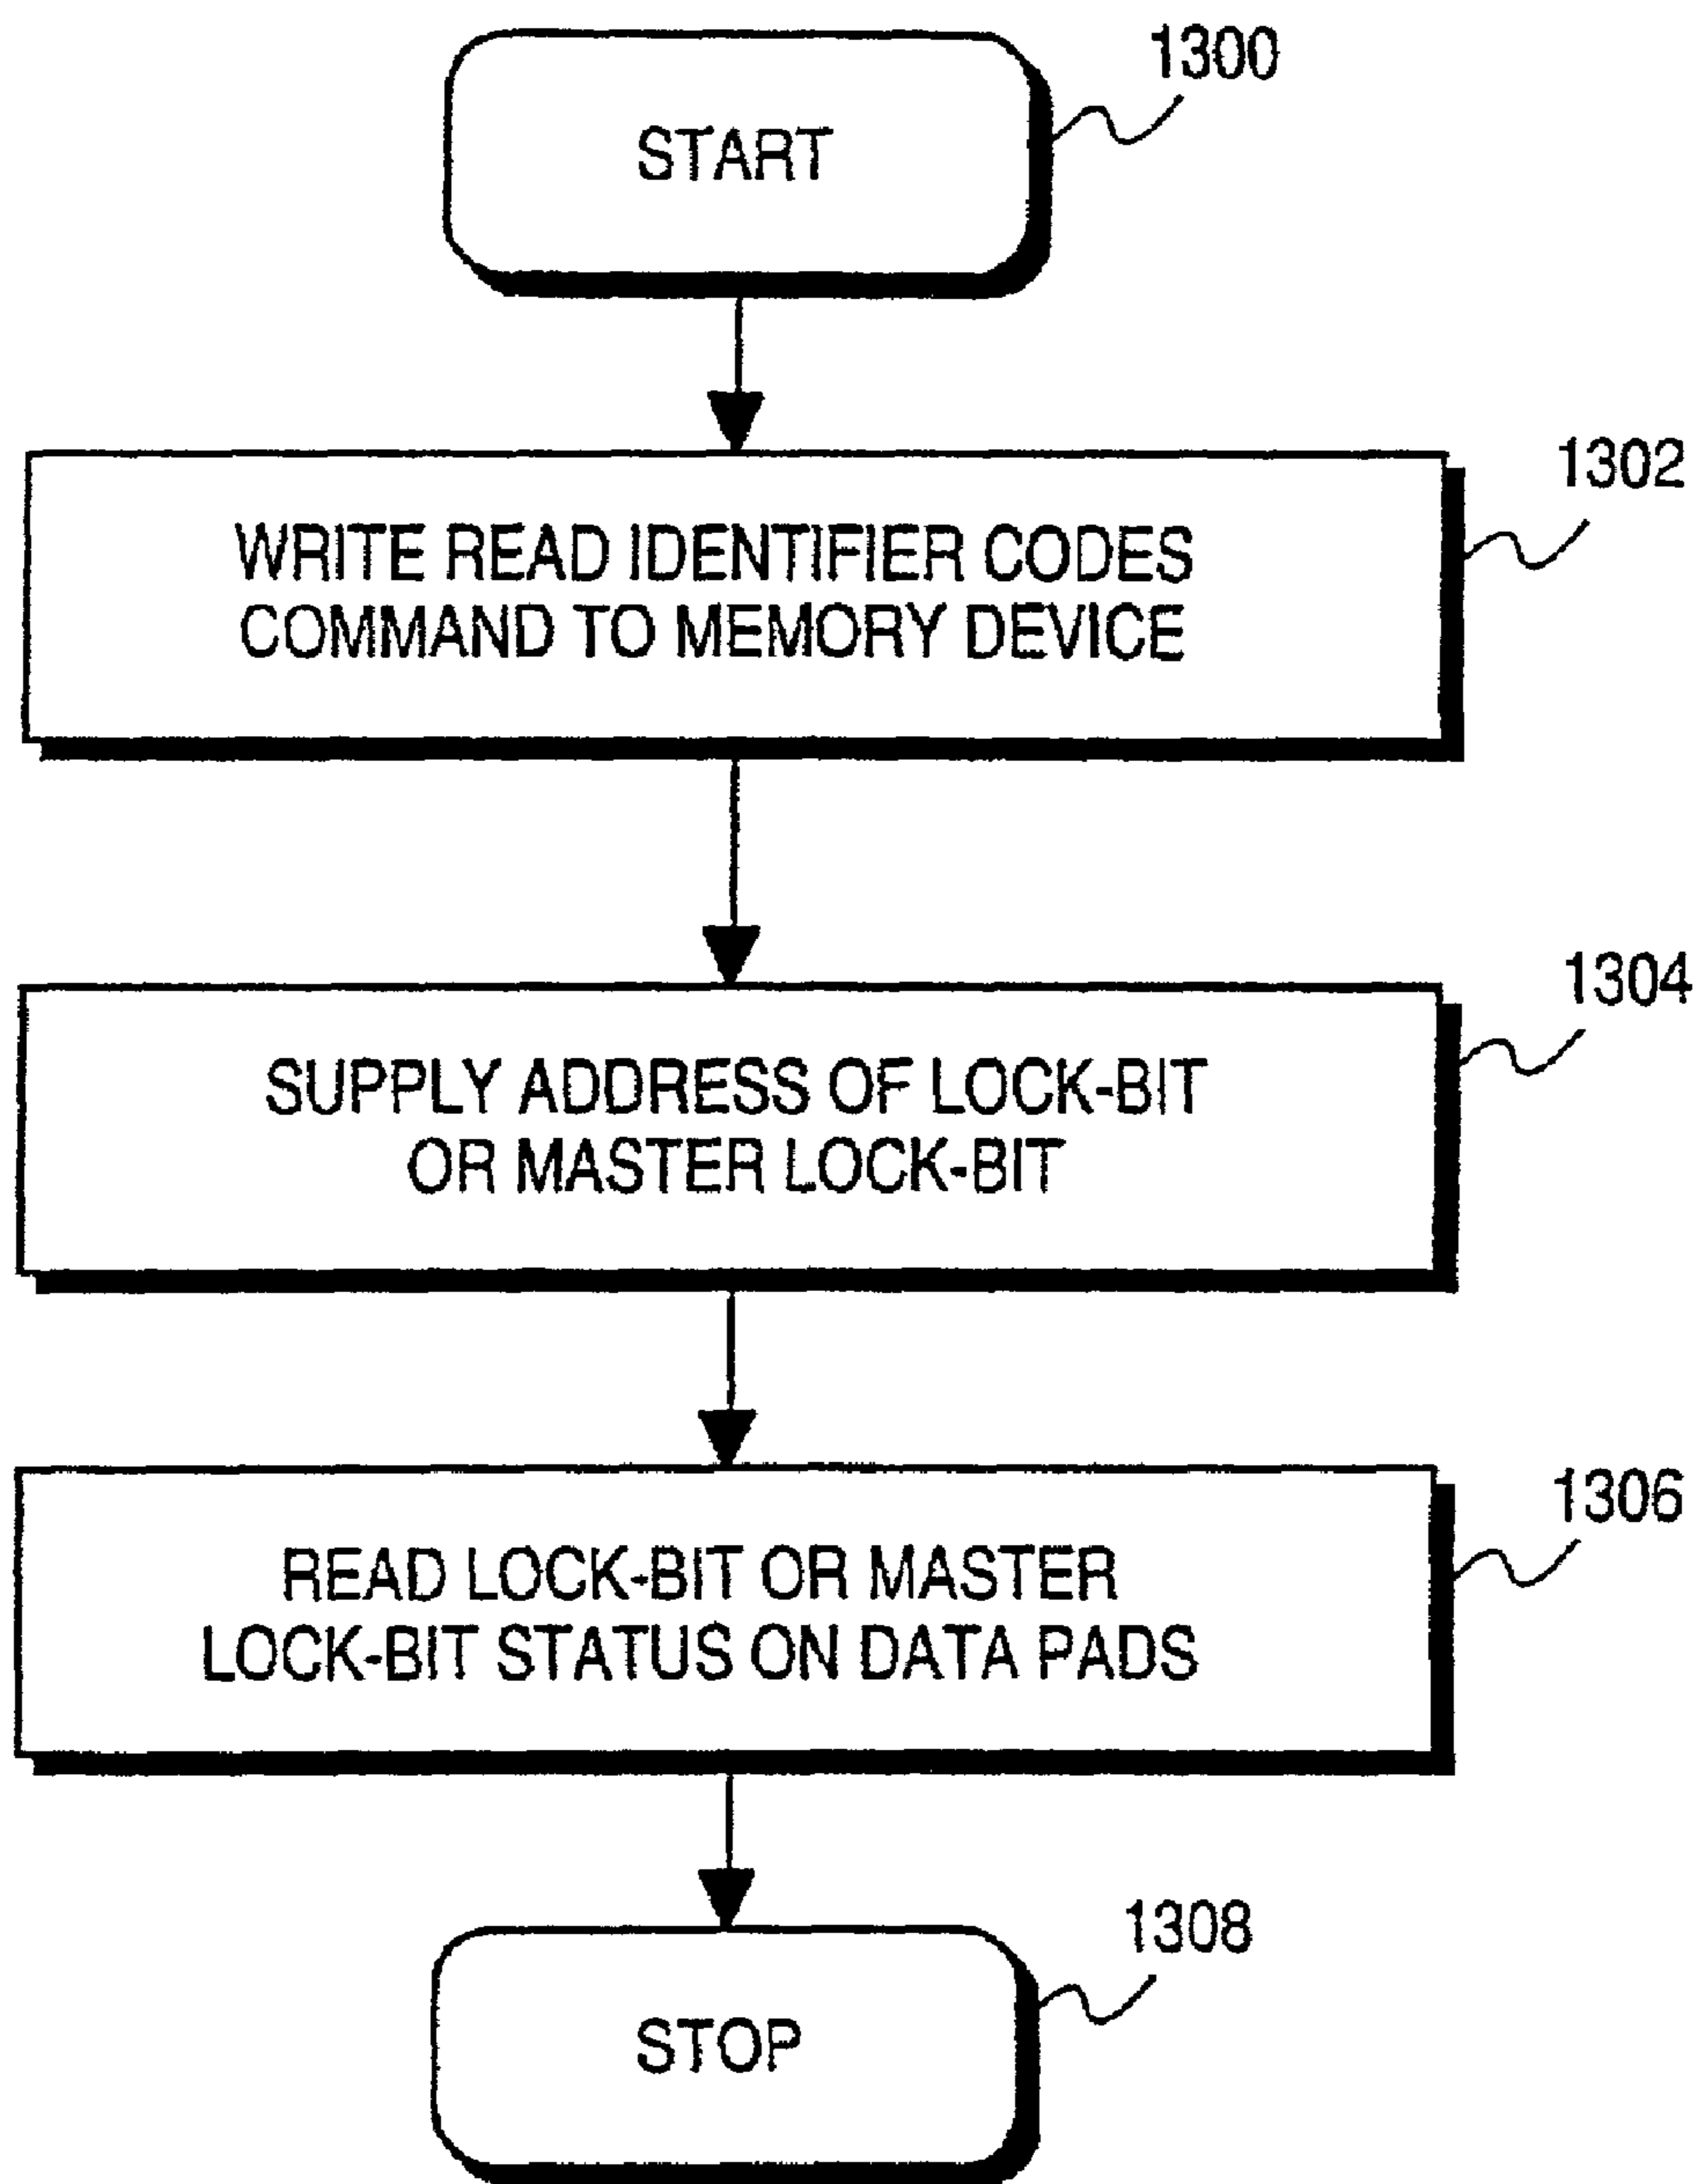 1300
START
1302
WRITE READ IDENTIFIER CODES
COMMAND TO MEMORY DEVICE
1304
SUPPLY ADDRESS OF LOCK-BIT
OR MASTER LOCK-BIT
1306
READ LOCK-BIT OR MASTER
LOCK-BIT STATUS ON DATA PADS
1308
STOP